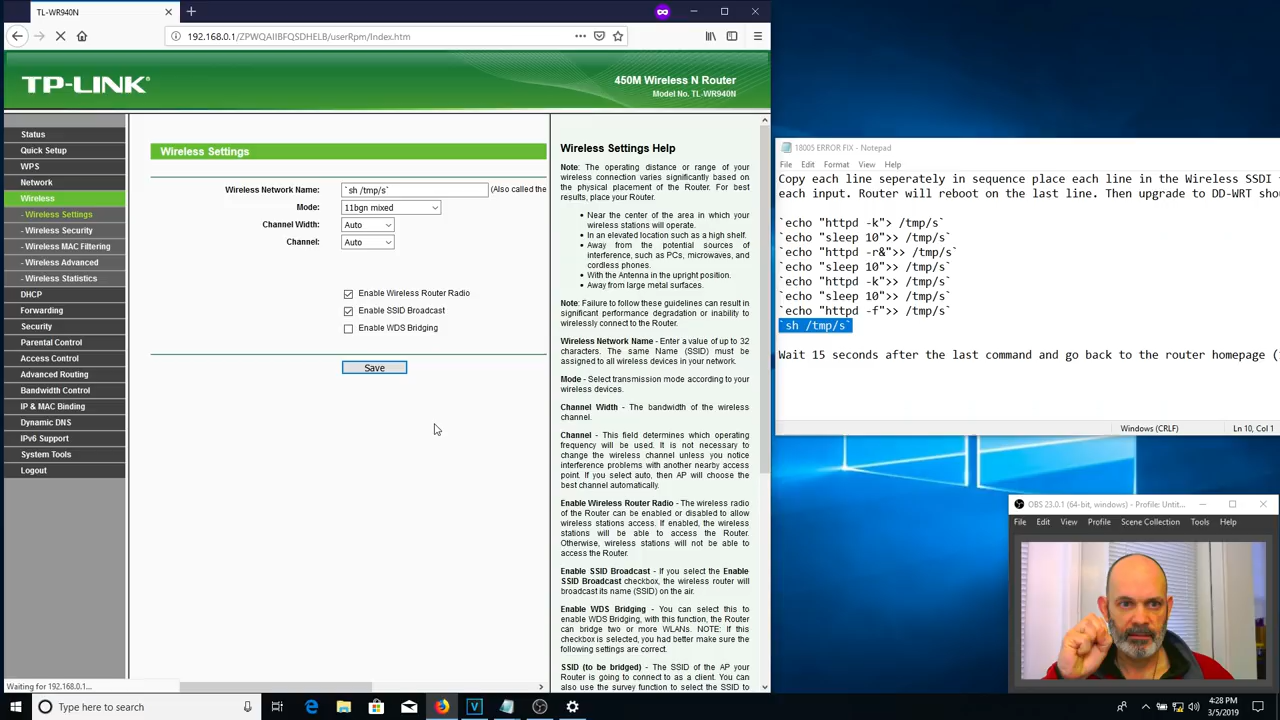 TL-WR940N
192.168.0.1/ZPWQAIIBFQSDHELB/userRpm/Index.htm
TP-LINK
450M Wireless N Router
Model No. TL-WR940N
Status
Quick Setup
WPS
Network
Wireless
- Wireless Settings
- Wireless Security
- Wireless MAC Filtering
- Wireless Advanced
- Wireless Statistics
DHCP
Forwarding
Security
Parental Control
Access Control
Advanced Routing
Bandwidth Control
IP & MAC Binding
Dynamic DNS
IPv6 Support
System Tools
Logout
Wireless Settings
Wireless Network Name: `sh /tmp/s` (Also called the
Mode: 11bgn mixed
Channel Width: Auto
Channel: Auto
Enable Wireless Router Radio
Enable SSID Broadcast
Enable WDS Bridging
Save
Wireless Settings Help
Note: The operating distance or range of your
wireless connection varies significantly based on
the physical placement of the Router. For best
results, place your Router.
Near the center of the area in which your
wireless stations will operate.
In an elevated location such as a high shelf.
Away from the potential sources of
interference, such as PCs, microwaves, and
cordless phones.
With the Antenna in the upright position.
Away from large metal surfaces.
Note: Failure to follow these guidelines can result in
significant performance degradation or inability to
wirelessly connect to the Router.
Wireless Network Name - Enter a value of up to 32
characters. The same Name (SSID) must be
assigned to all wireless devices in your network.
Mode - Select transmission mode according to your
wireless devices.
Channel Width - The bandwidth of the wireless
channel.
Channel - This field determines which operating
frequency will be used. It is not necessary to
change the wireless channel unless you notice
interference problems with another nearby access
point. If you select auto, then AP will choose the
best channel automatically.
Enable Wireless Router Radio - The wireless radio
of the Router can be enabled or disabled to allow
wireless stations access. If enabled, the wireless
stations will be able to access the Router.
Otherwise, wireless stations will not be able to
access the Router.
Enable SSID Broadcast - If you select the Enable
SSID Broadcast checkbox, the wireless router will
broadcast its name (SSID) on the air.
Enable WDS Bridging - You can select this to
enable WDS Bridging, with this function, the Router
can bridge two or more WLANs. NOTE: If this
checkbox is selected, you had better make sure the
following settings are correct.
SSID (to be bridged) - The SSID of the AP your
Router is going to connect to as a client. You can
also use the survey function to select the SSID to
Waiting for 192.168.0.1...
18005 ERROR FIX - Notepad
File Edit Format View Help
Copy each line seperately in sequence place each line in the Wireless SSDI
each input. Router will reboot on the last line. Then upgrade to DD-WRT shou
`echo "httpd -k"> /tmp/s`
`echo "sleep 10">> /tmp/s`
`echo "httpd -r&">> /tmp/s`
`echo "sleep 10">> /tmp/s`
`echo "httpd -k">> /tmp/s`
`echo "sleep 10">> /tmp/s`
`echo "httpd -f">> /tmp/s`
`sh /tmp/s`
Wait 15 seconds after the last command and go back to the router homepage (
Windows (CRLF) Ln 10, Col 1
OBS 23.0.1 (64-bit, windows) - Profile: Untit...
File Edit View Profile Scene Collection Tools Help
Type here to search
4:28 PM
3/5/2019